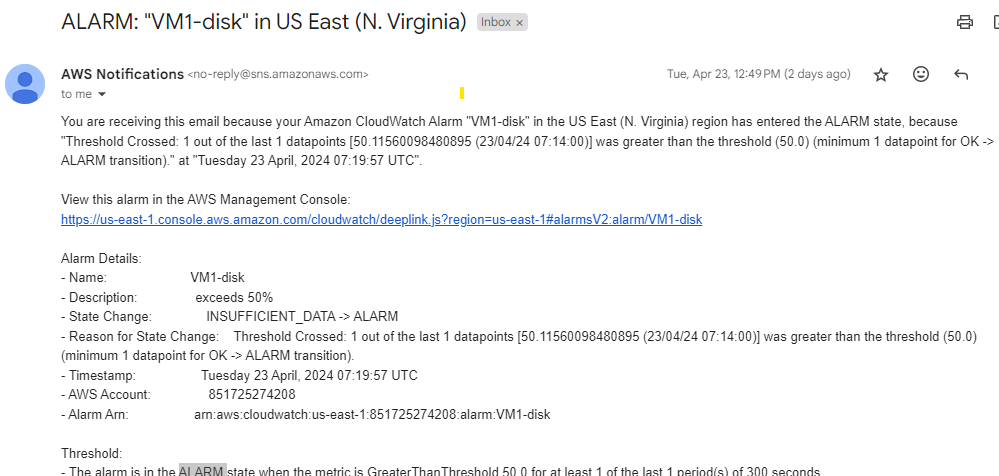 ALARM: "VM1-disk" in US East (N. Virginia) Inbox ×
AWS Notifications <no-reply@sns.amazonaws.com> Tue, Apr 23, 12:49 PM (2 days ago)
to me
You are receiving this email because your Amazon CloudWatch Alarm "VM1-disk" in the US East (N. Virginia) region has entered the ALARM state, because
"Threshold Crossed: 1 out of the last 1 datapoints [50.11560098480895 (23/04/24 07:14:00)] was greater than the threshold (50.0) (minimum 1 datapoint for OK ->
ALARM transition)." at "Tuesday 23 April, 2024 07:19:57 UTC".
View this alarm in the AWS Management Console:
https://us-east-1.console.aws.amazon.com/cloudwatch/deeplink.js?region=us-east-1#alarmsV2:alarm/VM1-disk
Alarm Details:
- Name: VM1-disk
- Description: exceeds 50%
- State Change: INSUFFICIENT_DATA -> ALARM
- Reason for State Change: Threshold Crossed: 1 out of the last 1 datapoints [50.11560098480895 (23/04/24 07:14:00)] was greater than the threshold (50.0)
(minimum 1 datapoint for OK -> ALARM transition).
- Timestamp: Tuesday 23 April, 2024 07:19:57 UTC
- AWS Account: 851725274208
- Alarm Arn: arn:aws:cloudwatch:us-east-1:851725274208:alarm:VM1-disk
Threshold:
- The alarm is in the ALARM state when the metric is GreaterThanThreshold 50.0 for at least 1 of the last 1 period(s) of 300 seconds